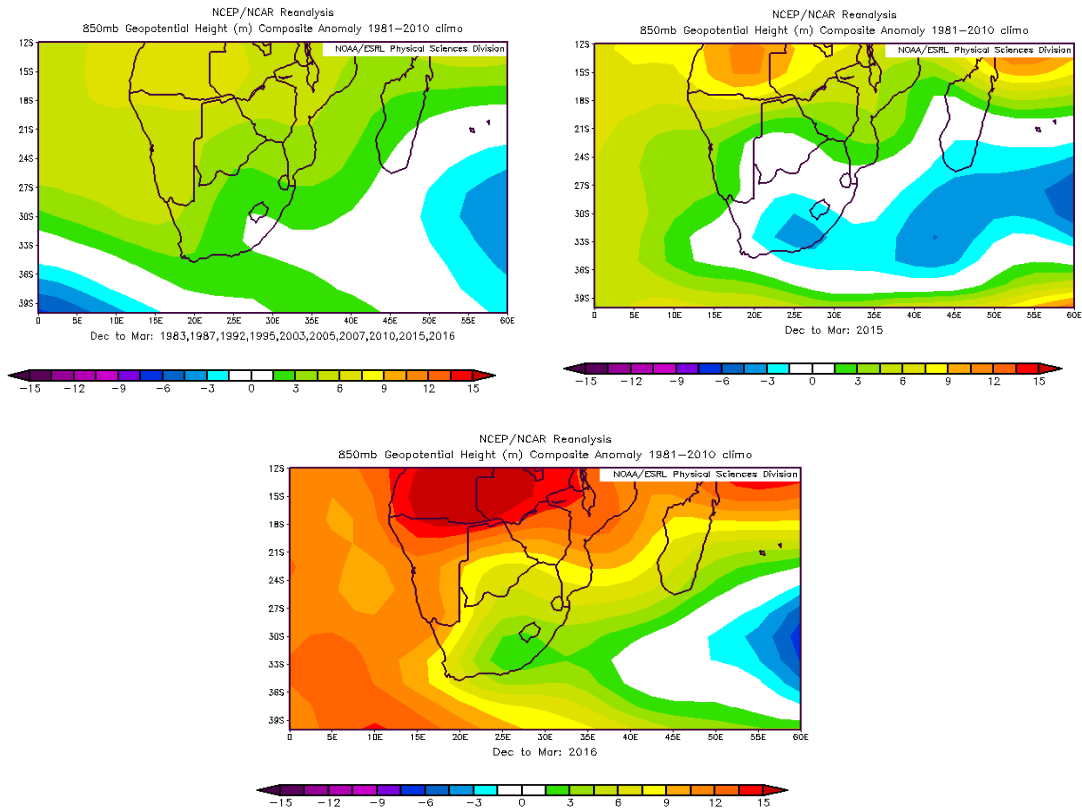 NCEP/NCAR Reanalysis
850mb Geopotential Height (m) Composite Anomaly 1981−2010 climo
NOAA/ESRL Physical Sciences Division
12S
15S
18S
21S
24S
27S
30S
33S
36S
39S
0 5E 10E 15E 20E 25E 30E 35E 40E 45E 50E 55E 60E
Dec to Mar: 1983,1987,1992,1995,2003,2005,2007,2010,2015,2016
−15 −12 −9 −6 −3 0 3 6 9 12 15
NCEP/NCAR Reanalysis
850mb Geopotential Height (m) Composite Anomaly 1981−2010 climo
NOAA/ESRL Physical Sciences Division
12S
15S
18S
21S
24S
27S
30S
33S
36S
39S
0 5E 10E 15E 20E 25E 30E 35E 40E 45E 50E 55E 60E
Dec to Mar: 2015
−15 −12 −9 −6 −3 0 3 6 9 12 15
NCEP/NCAR Reanalysis
850mb Geopotential Height (m) Composite Anomaly 1981−2010 climo
NOAA/ESRL Physical Sciences Division
12S
15S
18S
21S
24S
27S
30S
33S
36S
39S
0 5E 10E 15E 20E 25E 30E 35E 40E 45E 50E 55E 60E
Dec to Mar: 2016
−15 −12 −9 −6 −3 0 3 6 9 12 15